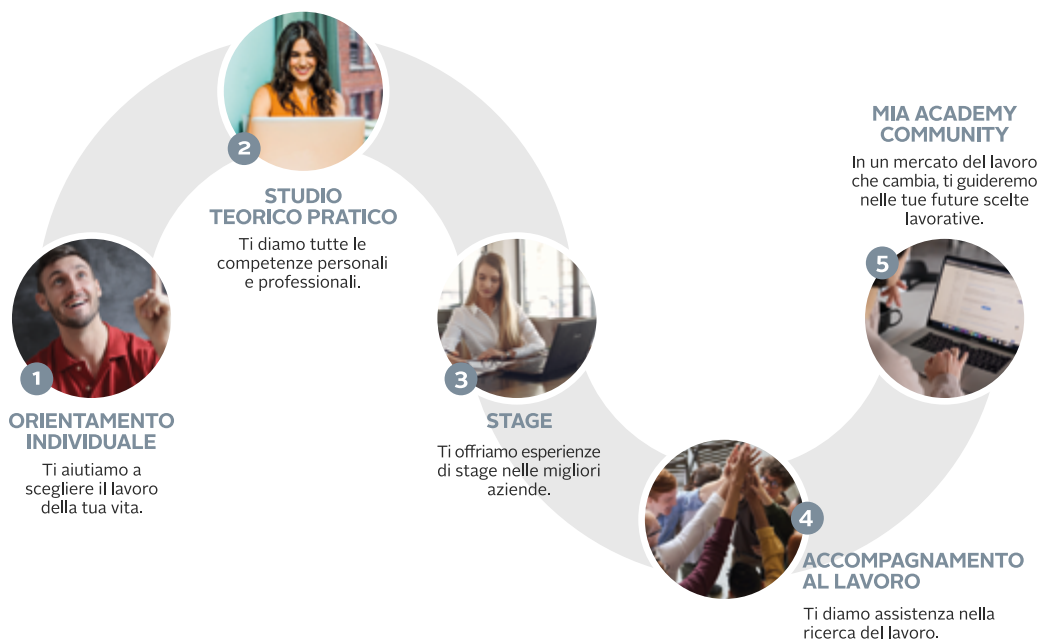 1
ORIENTAMENTO
INDIVIDUALE
Ti aiutiamo a
scegliere il lavoro
della tua vita.
2
STUDIO
TEORICO PRATICO
Ti diamo tutte le
competenze personali
e professionali.
3
STAGE
Ti offriamo esperienze
di stage nelle migliori
aziende.
4
ACCOMPAGNAMENTO
AL LAVORO
Ti diamo assistenza nella
ricerca del lavoro.
MIA ACADEMY
COMMUNITY
In un mercato del lavoro
che cambia, ti guideremo
nelle tue future scelte
lavorative.
5